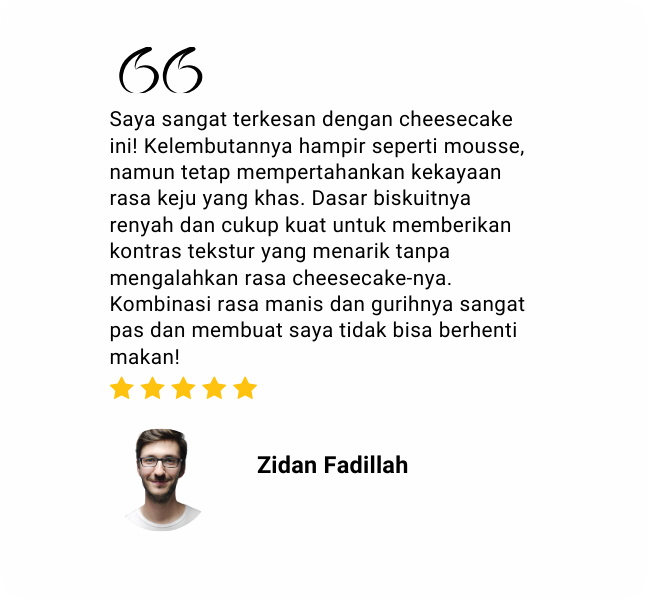 Saya sangat terkesan dengan cheesecake
ini! Kelembutannya hampir seperti mousse,
namun tetap mempertahankan kekayaan
rasa keju yang khas. Dasar biskuitnya
renyah dan cukup kuat untuk memberikan
kontras tekstur yang menarik tanpa
mengalahkan rasa cheesecake-nya.
Kombinasi rasa manis dan gurihnya sangat
pas dan membuat saya tidak bisa berhenti
makan!
Zidan Fadillah